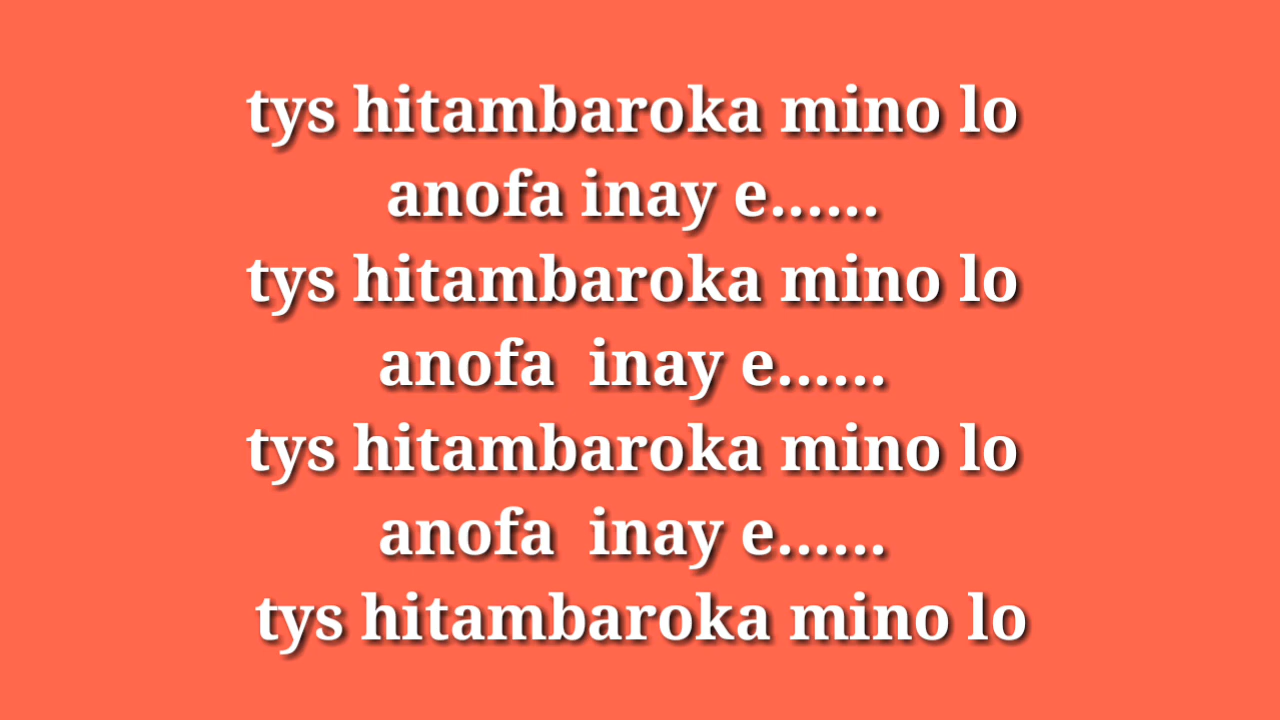 tys hitambaroka mino lo
anofa inay e......
tys hitambaroka mino lo
anofa  inay e......
tys hitambaroka mino lo
anofa  inay e......
tys hitambaroka mino lo